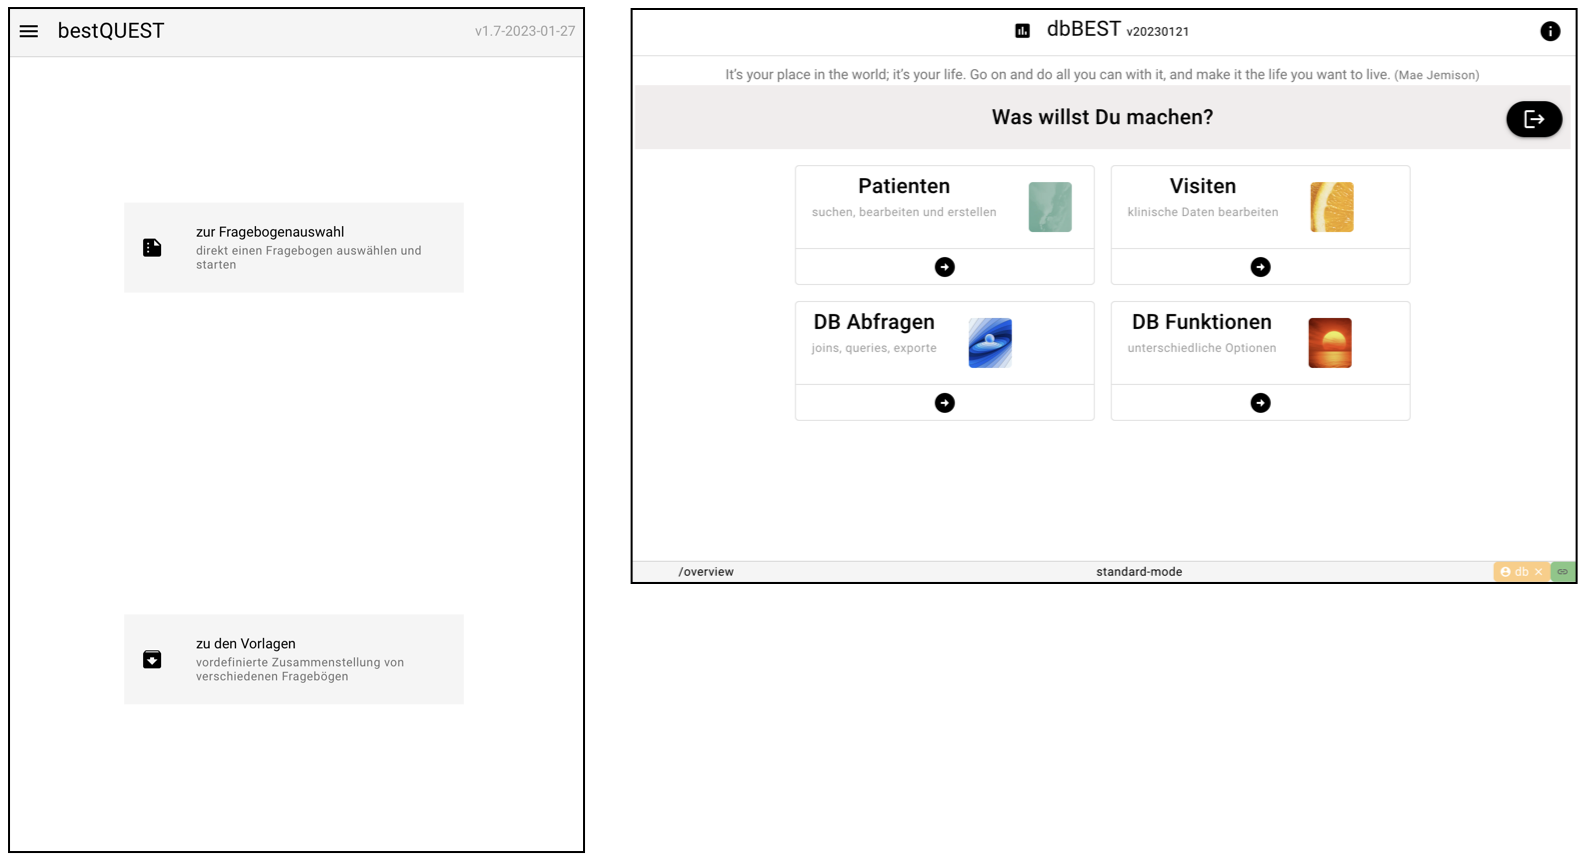 bestQUEST
v1.7-2023-01-27
zur Fragebogenauswahl
direkt einen Fragebogen auswählen und
starten
zu den Vorlagen
vordefinierte Zusammenstellung von
verschiedenen Fragebögen
dbBEST v20230121
It's your place in the world; it's your life. Go on and do all you can with it, and make it the life you want to live. (Mae Jemison)
Was willst Du machen?
Patienten
suchen, bearbeiten und erstellen
Visiten
klinische Daten bearbeiten
DB Abfragen
joins, queries, exporte
DB Funktionen
unterschiedliche Optionen
/overview
standard-mode
db